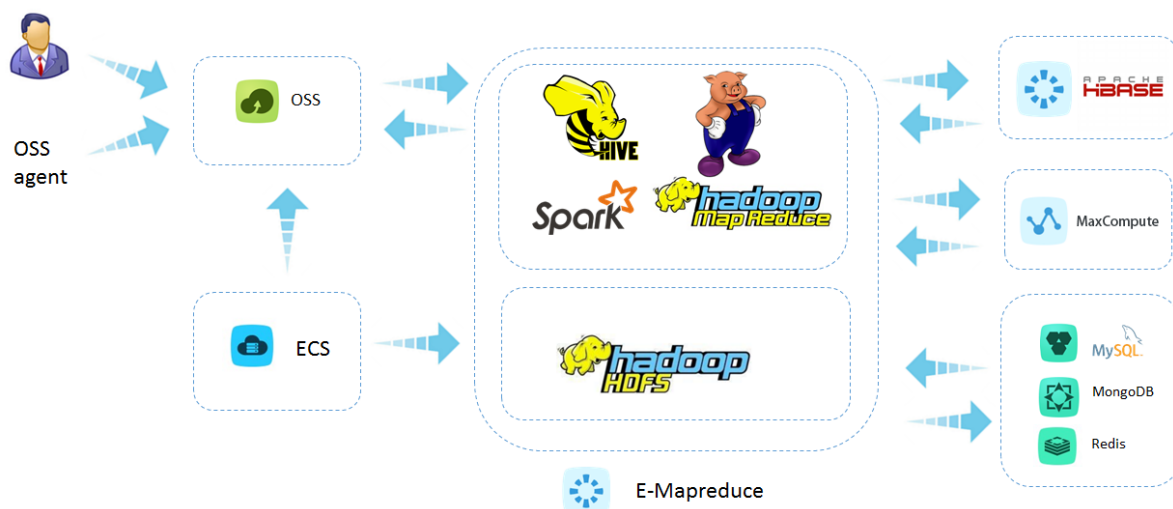 OSS
agent
OSS
ECS
HIVE
Spark
hadoop
Map Reduce
hadoop
HDFS
E-Mapreduce
APACHE
HBASE
MaxCompute
MySQL
MongoDB
Redis